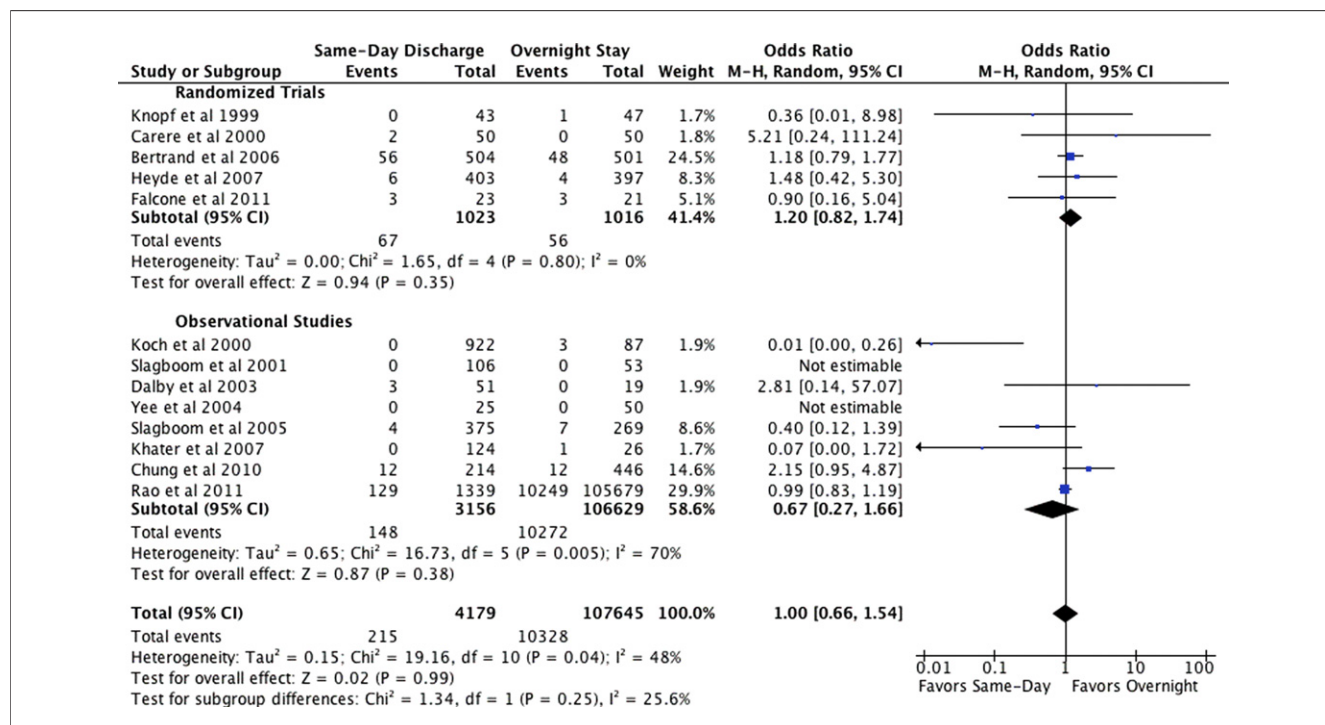 Same-Day Discharge Overnight Stay Odds Ratio Odds Ratio
Study or Subgroup Events Total Events Total Weight M-H, Random, 95% CI M-H, Random, 95% CI
Randomized Trials
Knopf et al 1999 0 43 1 47 1.7% 0.36 [0.01, 8.98]
Carere et al 2000 2 50 0 50 1.8% 5.21 [0.24, 111.24]
Bertrand et al 2006 56 504 48 501 24.5% 1.18 [0.79, 1.77]
Heyde et al 2007 6 403 4 397 8.3% 1.48 [0.42, 5.30]
Falcone et al 2011 3 23 3 21 5.1% 0.90 [0.16, 5.04]
Subtotal (95% CI) 1023 1016 41.4% 1.20 [0.82, 1.74]
Total events 67 56
Heterogeneity: Tau² = 0.00; Chi² = 1.65, df = 4 (P = 0.80); I² = 0%
Test for overall effect: Z = 0.94 (P = 0.35)
Observational Studies
Koch et al 2000 0 922 3 87 1.9% 0.01 [0.00, 0.26]
Slagboom et al 2001 0 106 0 53 Not estimable
Dalby et al 2003 3 51 0 19 1.9% 2.81 [0.14, 57.07]
Yee et al 2004 0 25 0 50 Not estimable
Slagboom et al 2005 4 375 7 269 8.6% 0.40 [0.12, 1.39]
Khater et al 2007 0 124 1 26 1.7% 0.07 [0.00, 1.72]
Chung et al 2010 12 214 12 446 14.6% 2.15 [0.95, 4.87]
Rao et al 2011 129 1339 10249 105679 29.9% 0.99 [0.83, 1.19]
Subtotal (95% CI) 3156 106629 58.6% 0.67 [0.27, 1.66]
Total events 148 10272
Heterogeneity: Tau² = 0.65; Chi² = 16.73, df = 5 (P = 0.005); I² = 70%
Test for overall effect: Z = 0.87 (P = 0.38)
Total (95% CI) 4179 107645 100.0% 1.00 [0.66, 1.54]
Total events 215 10328
Heterogeneity: Tau² = 0.15; Chi² = 19.16, df = 10 (P = 0.04); I² = 48%
Test for overall effect: Z = 0.02 (P = 0.99)
Test for subgroup differences: Chi² = 1.34, df = 1 (P = 0.25), I² = 25.6%
0.01 0.1 1 10 100
Favors Same-Day Favors Overnight